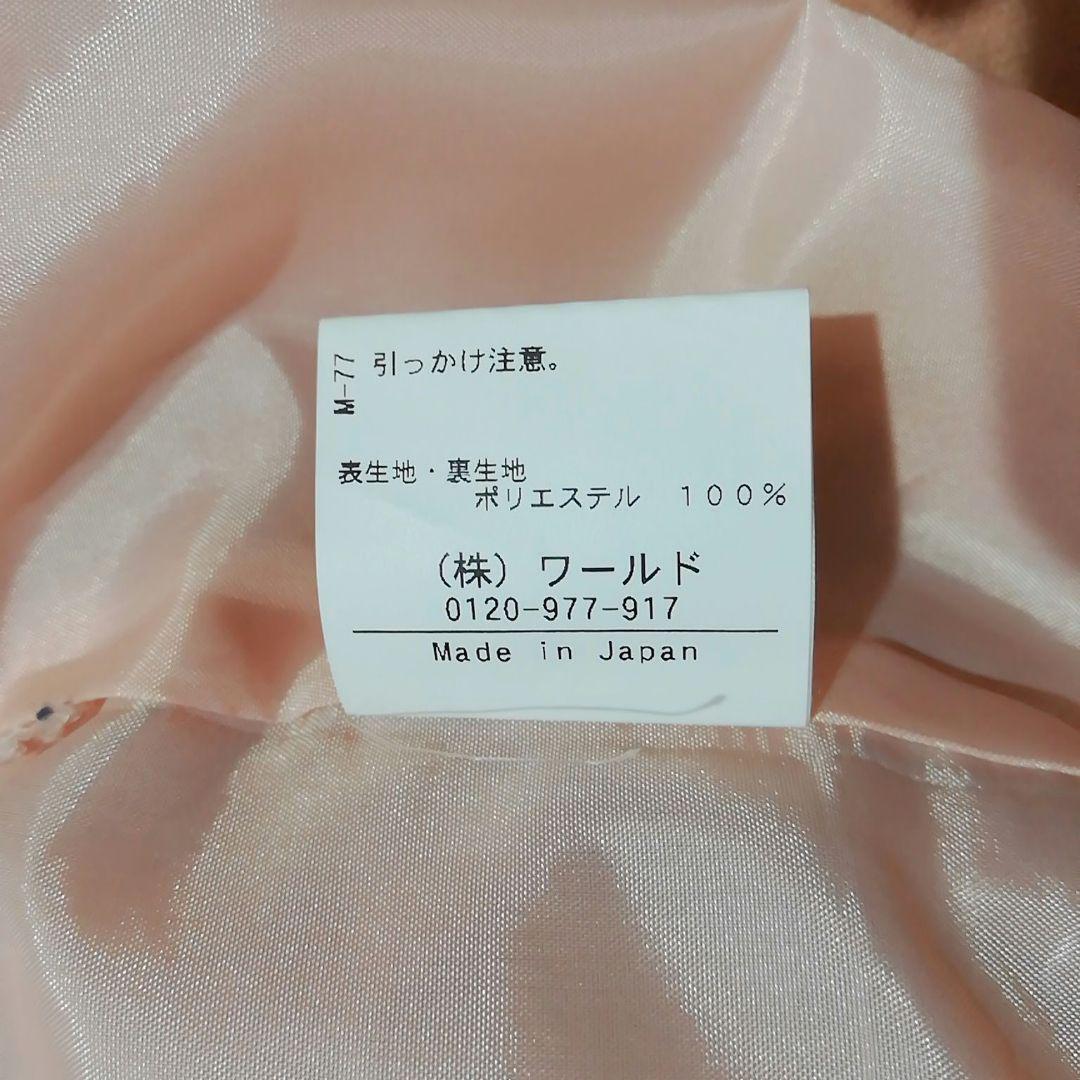 M-77
引っかけ注意。
表生地・裏生地
ポリエステル　１００％
（株）ワールド
0120-977-917
Made in Japan